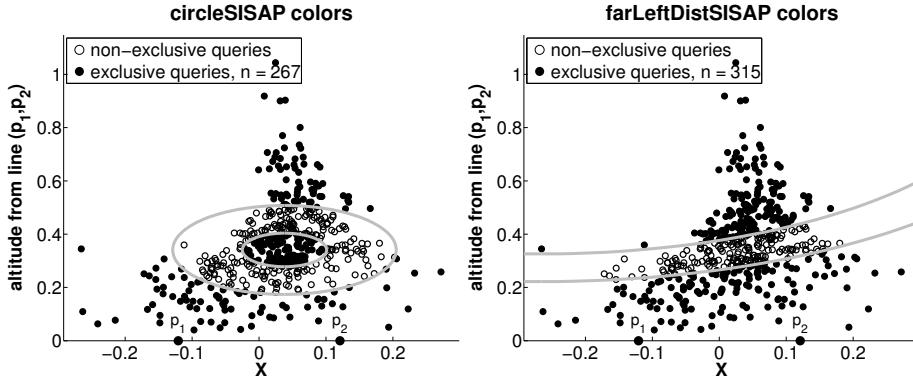 circleSISAP colors
non−exclusive queries
exclusive queries, n = 267
altitude from line (p1,p2)
1
0.8
0.6
0.4
0.2
0
p1
p2
−0.2
−0.1
0
0.1
0.2
X
farLeftDistSISAP colors
non−exclusive queries
exclusive queries, n = 315
altitude from line (p1,p2)
1
0.8
0.6
0.4
0.2
0
p1
p2
−0.2
−0.1
0
0.1
0.2
X